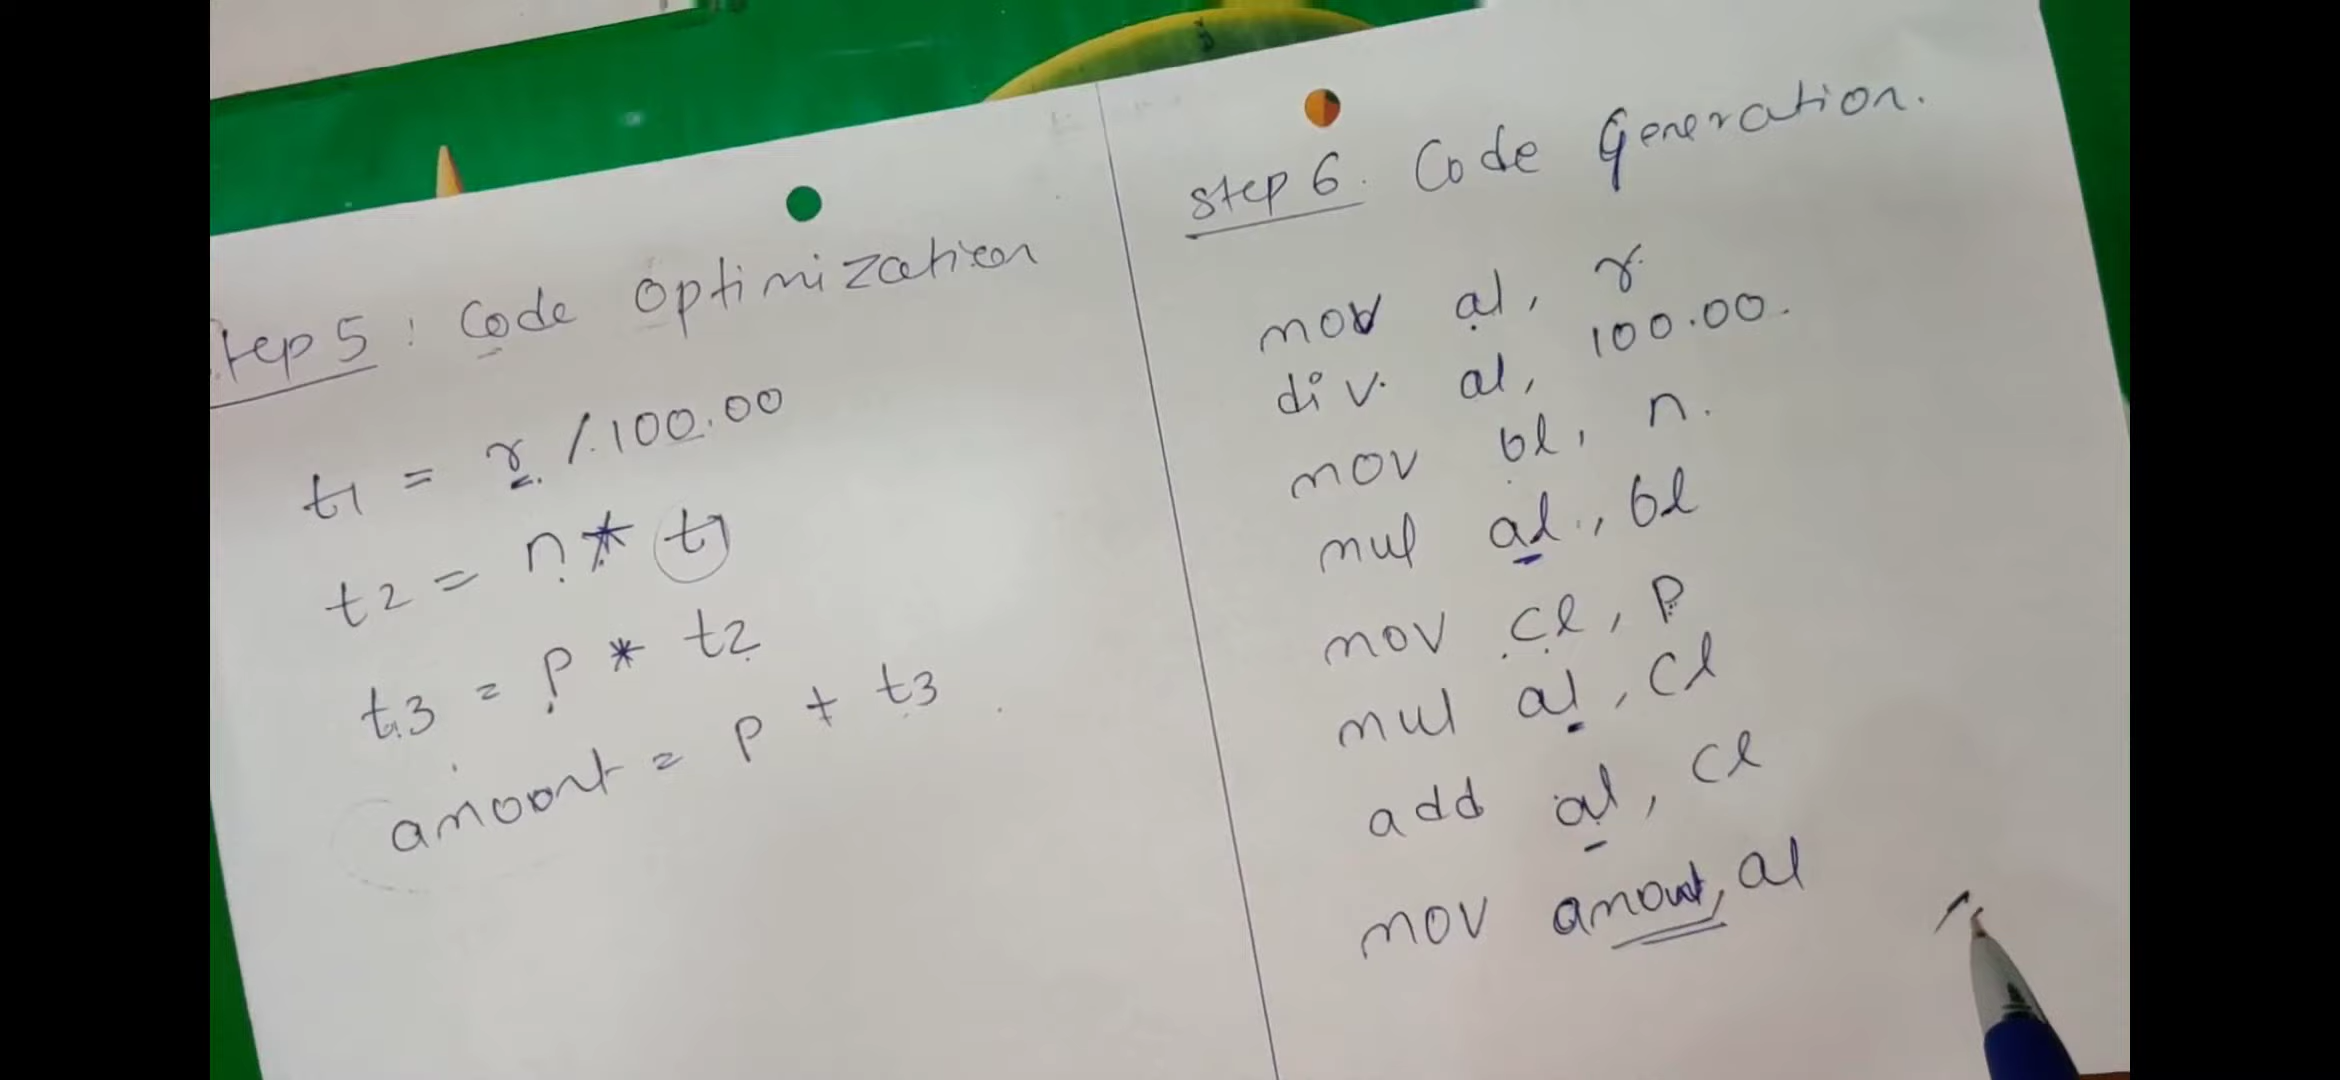 Step 5: Code Optimization
t1 = r / 100.00
t2 = n * t1
t3 = p * t2
amount = p + t3
Step 6. Code Generation.
mov al, r
div. al, 100.00.
mov bl, n.
mul al, bl
mov cl, p
mul al, cl
add al, cl
mov amount, al